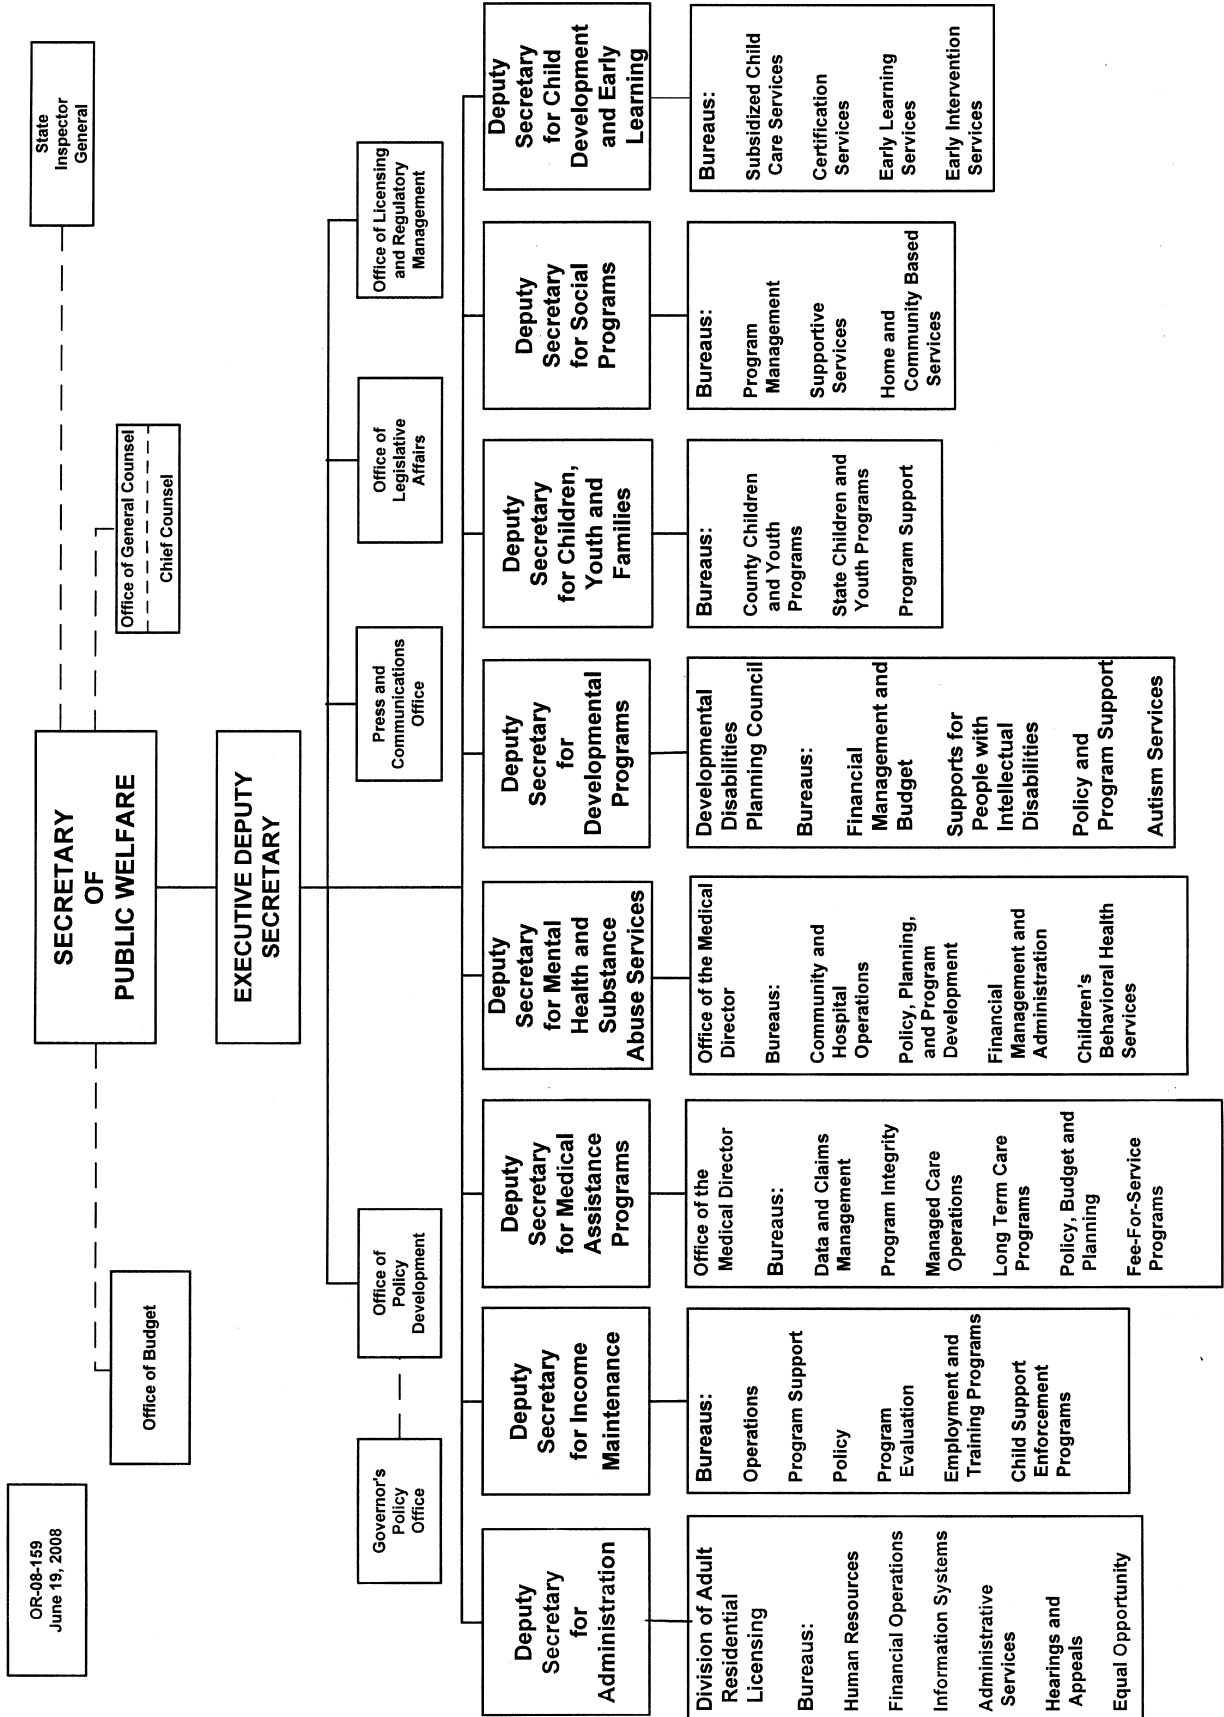 OR-08-159
June 19, 2008
State
Inspector
General
SECRETARY
OF
PUBLIC WELFARE
Office of Budget
Office of General Counsel
Chief Counsel
EXECUTIVE DEPUTY
SECRETARY
Governor's
Policy
Office
Office of
Policy
Development
Press and
Communications
Office
Office of
Legislative
Affairs
Office of Licensing
and Regulatory
Management
Deputy
Secretary
for
Administration
Division of Adult
Residential
Licensing
Bureaus:
Human Resources
Financial Operations
Information Systems
Administrative
Services
Hearings and
Appeals
Equal Opportunity
Deputy
Secretary
for Income
Maintenance
Bureaus:
Operations
Program Support
Policy
Program
Evaluation
Employment and
Training Programs
Child Support
Enforcement
Programs
Deputy
Secretary
for Medical
Assistance
Programs
Office of the
Medical Director
Bureaus:
Data and Claims
Management
Program Integrity
Managed Care
Operations
Long Term Care
Programs
Policy, Budget and
Planning
Fee-For-Service
Programs
Deputy
Secretary
for Mental
Health and
Substance
Abuse Services
Office of the Medical
Director
Bureaus:
Community and
Hospital
Operations
Policy, Planning,
and Program
Development
Financial
Management and
Administration
Children's
Behavioral Health
Services
Deputy
Secretary
for
Developmental
Programs
Developmental
Disabilities
Planning Council
Bureaus:
Financial
Management and
Budget
Supports for
People with
Intellectual
Disabilities
Policy and
Program Support
Autism Services
Deputy
Secretary
for Children,
Youth and
Families
Bureaus:
County Children
and Youth
Programs
State Children and
Youth Programs
Program Support
Deputy
Secretary
for Social
Programs
Bureaus:
Program
Management
Supportive
Services
Home and
Community Based
Services
Deputy
Secretary
for Child
Development
and Early
Learning
Bureaus:
Subsidized Child
Care Services
Certification
Services
Early Learning
Services
Early Intervention
Services